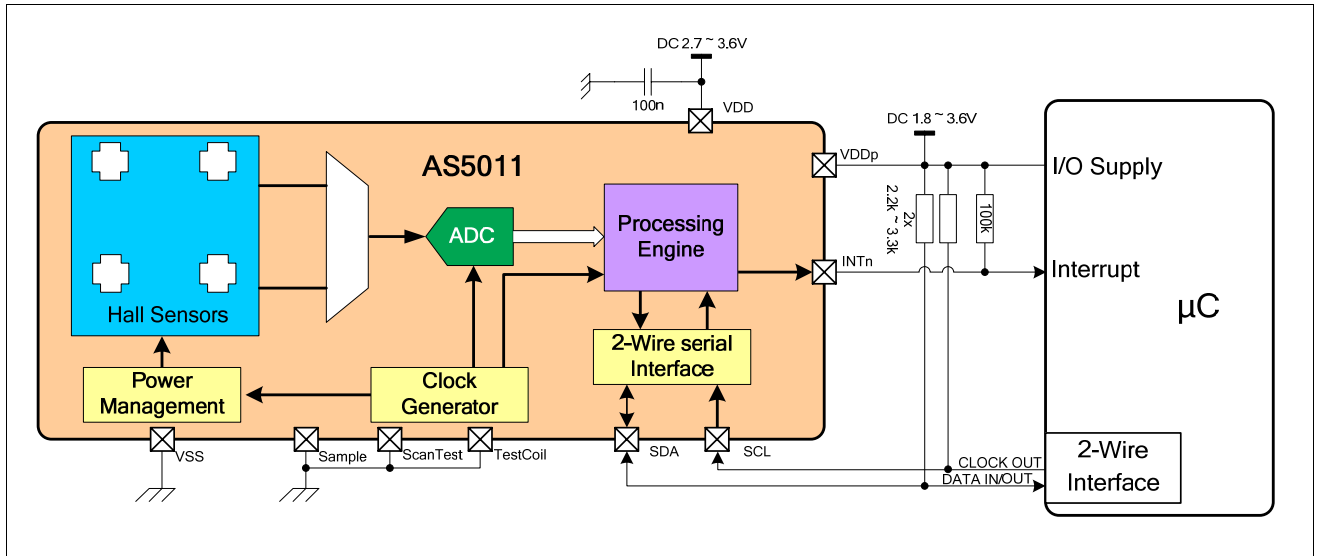 DC 2.7 ~ 3.6V
100n
VDD
AS5011
DC 1.8 ~ 3.6V
VDDp
I/O Supply
2x
2.2k ~ 3.3k
100k
ADC
Processing
Engine
INTn
Interrupt
Hall Sensors
µC
2-Wire serial
Interface
Power
Management
Clock
Generator
VSS
Sample
ScanTest
TestCoil
SDA
SCL
CLOCK OUT
DATA IN/OUT
2-Wire
Interface